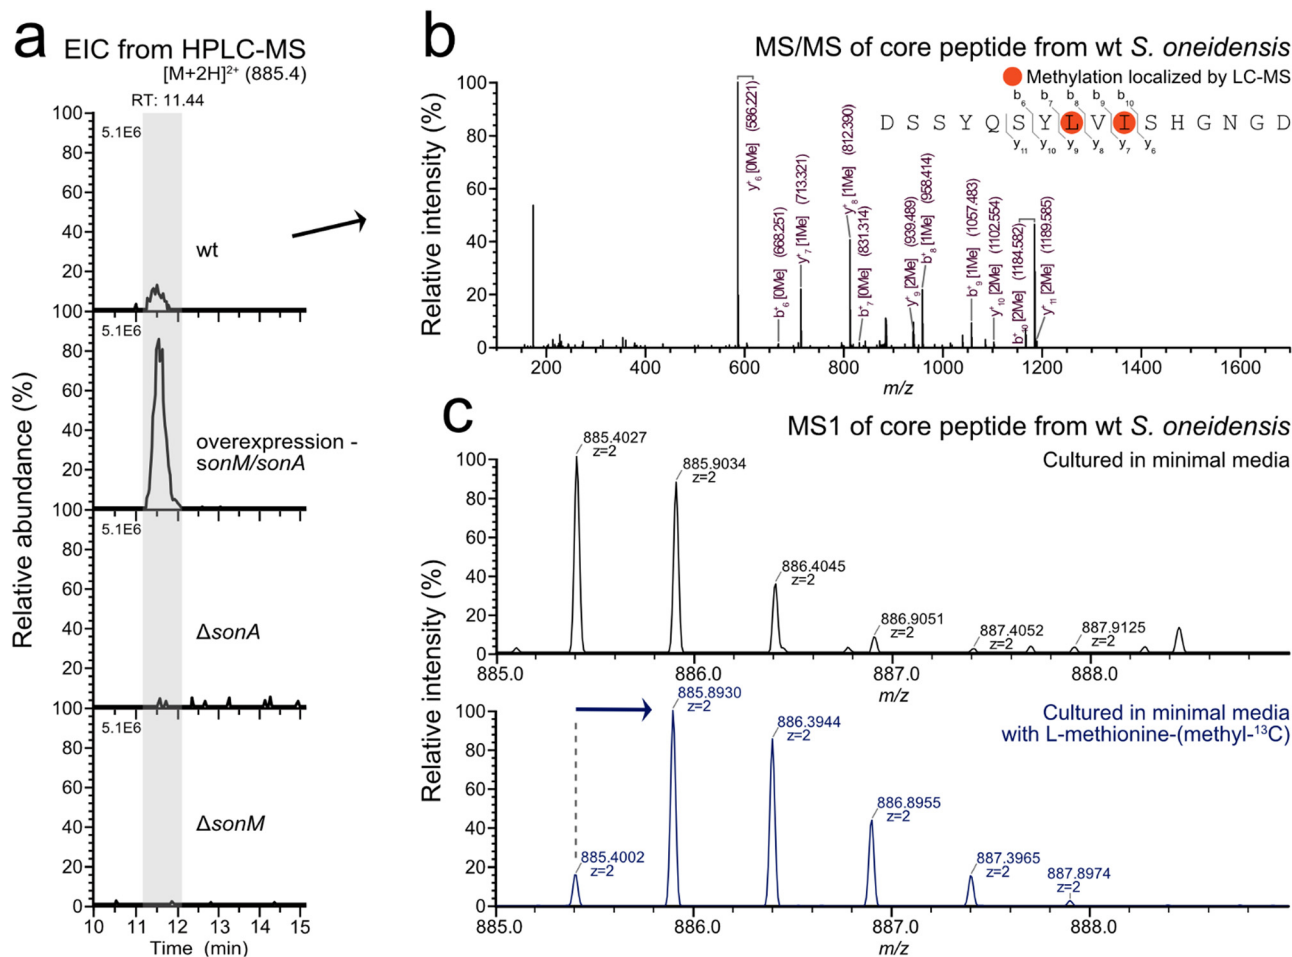 a
EIC from HPLC-MS
[M+2H]²⁺ (885.4)
RT: 11.44
Relative abundance (%)
100
80
60
40
20
5.1E6
wt
100
80
60
40
20
5.1E6
overexpression -
sonM/sonA
100
80
60
40
20
5.1E6
ΔsonA
100
80
60
40
20
0
5.1E6
ΔsonM
10 11 12 13 14 15
Time (min)
b
MS/MS of core peptide from wt S. oneidensis
Methylation localized by LC-MS
b₆ b₇ b₈ b₉ b₁₀
D S S Y Q S Y L V I S H G N G D
y₁₁ y₁₀ y₉ y₈ y₇ y₆
Relative intensity (%)
100
80
60
40
20
0
y⁺₆ [0Me] (586.221)
b⁺₆ [0Me] (668.251)
y⁺₇ [1Me] (713.321)
y⁺₈ [1Me] (812.390)
b⁺₇ [0Me] (831.314)
y⁺₉ [2Me] (939.489)
b⁺₈ [1Me] (958.414)
b⁺₉ [1Me] (1057.483)
y⁺₁₀ [2Me] (1102.554)
b⁺₁₀ [2Me] (1184.582)
y⁺₁₁ [2Me] (1189.585)
200 400 600 800 1000 1200 1400 1600
m/z
c
MS1 of core peptide from wt S. oneidensis
Cultured in minimal media
Relative intensity (%)
100
80
60
40
20
0
885.4027
z=2
885.9034
z=2
886.4045
z=2
886.9051
z=2
887.4052
z=2
887.9125
z=2
885.0 886.0 887.0 888.0
m/z
Cultured in minimal media
with L-methionine-(methyl-¹³C)
100
80
60
40
20
0
885.4002
z=2
885.8930
z=2
886.3944
z=2
886.8955
z=2
887.3965
z=2
887.8974
z=2
885.0 886.0 887.0 888.0
m/z